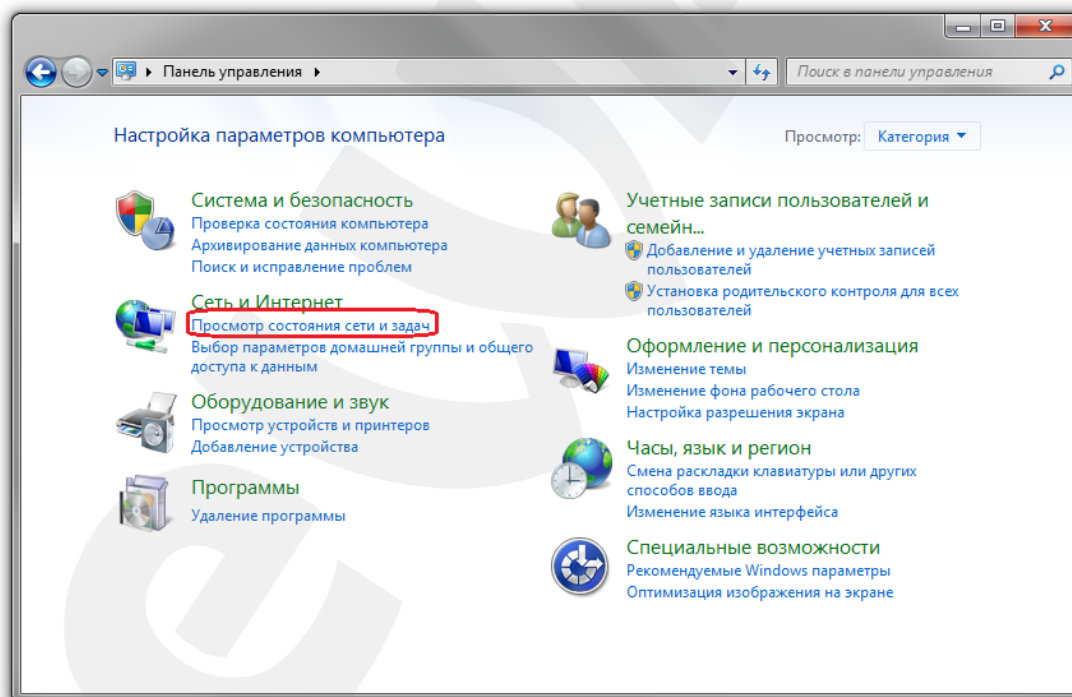 Панель управления
Поиск в панели управления
Настройка параметров компьютера
Просмотр: Категория
Система и безопасность
Проверка состояния компьютера
Архивирование данных компьютера
Поиск и исправление проблем
Сеть и Интернет
Просмотр состояния сети и задач
Выбор параметров домашней группы и общего
доступа к данным
Оборудование и звук
Просмотр устройств и принтеров
Добавление устройства
Программы
Удаление программы
Учетные записи пользователей и
семейн...
Добавление и удаление учетных записей
пользователей
Установка родительского контроля для всех
пользователей
Оформление и персонализация
Изменение темы
Изменение фона рабочего стола
Настройка разрешения экрана
Часы, язык и регион
Смена раскладки клавиатуры или других
способов ввода
Изменение языка интерфейса
Специальные возможности
Рекомендуемые Windows параметры
Оптимизация изображения на экране